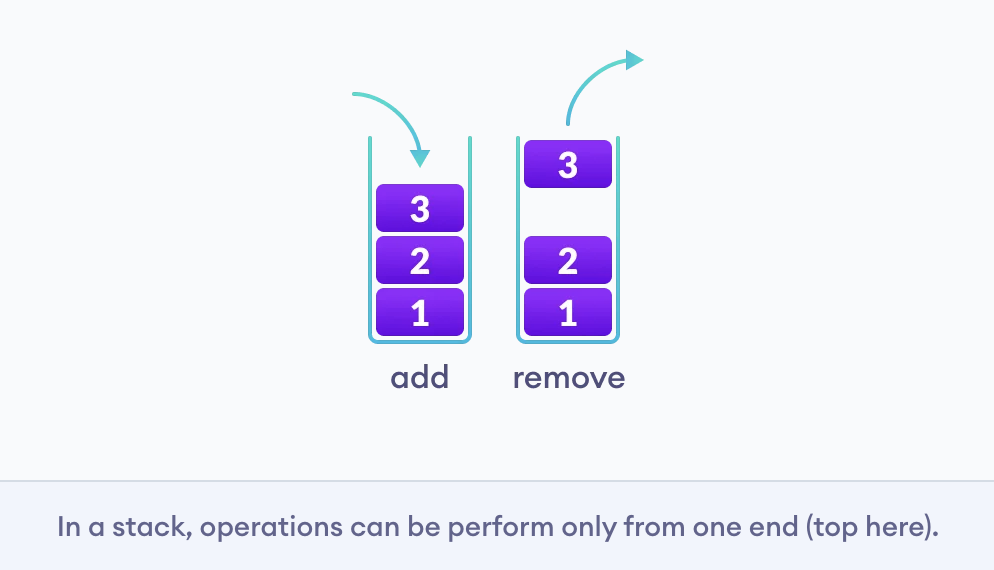 3
3
2
2
1
1
add
remove
In a stack, operations can be perform only from one end (top here).